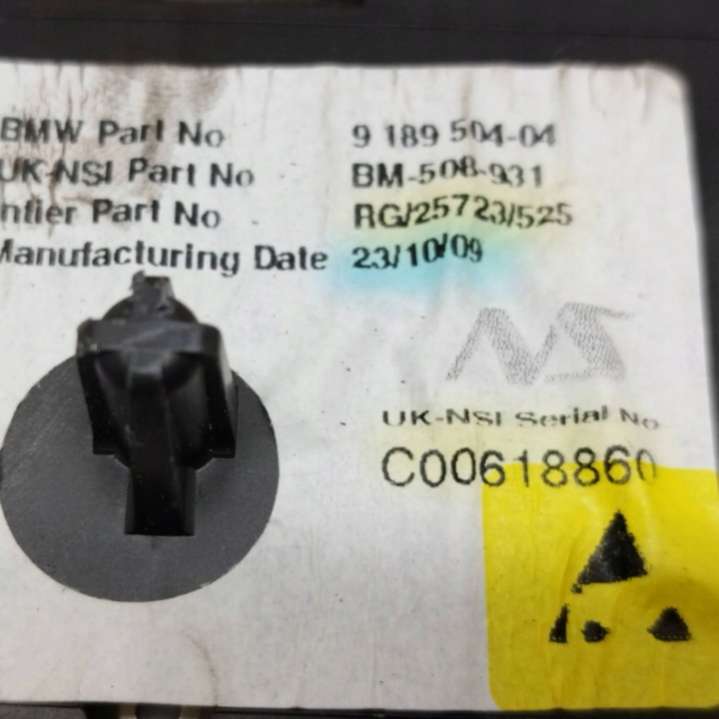 BMW Part No 9 189 504-04
UK-NSI Part No BM-508-931
ntier Part No RG/25723/525
Manufacturing Date 23/10/09
NS
UK-NSI Serial No
C00618860